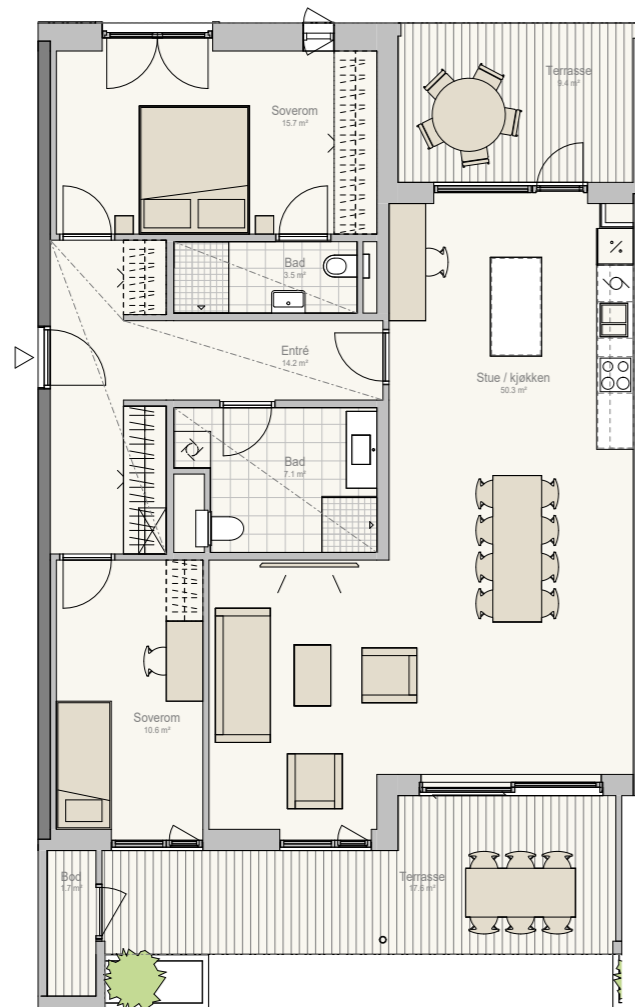 Terrasse
9.4 m²
Soverom
15.7 m²
Bad
3.5 m²
Entré
14.2 m²
Stue / kjøkken
50.3 m²
Bad
7.1 m²
Soverom
10.6 m²
Bod
1.7 m²
Terrasse
17.6 m²